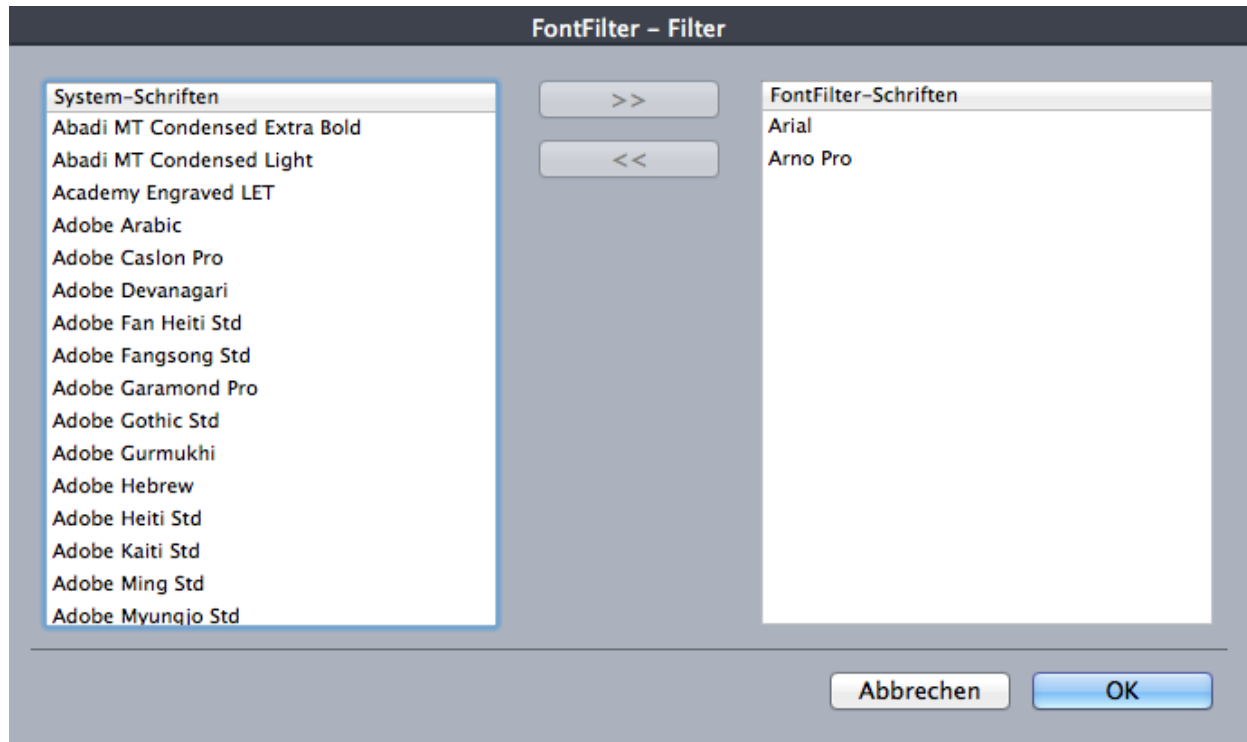 FontFilter – Filter
System-Schriften
Abadi MT Condensed Extra Bold
Abadi MT Condensed Light
Academy Engraved LET
Adobe Arabic
Adobe Caslon Pro
Adobe Devanagari
Adobe Fan Heiti Std
Adobe Fangsong Std
Adobe Garamond Pro
Adobe Gothic Std
Adobe Gurmukhi
Adobe Hebrew
Adobe Heiti Std
Adobe Kaiti Std
Adobe Ming Std
Adobe Myungjo Std
>>
<<
FontFilter-Schriften
Arial
Arno Pro
Abbrechen
OK